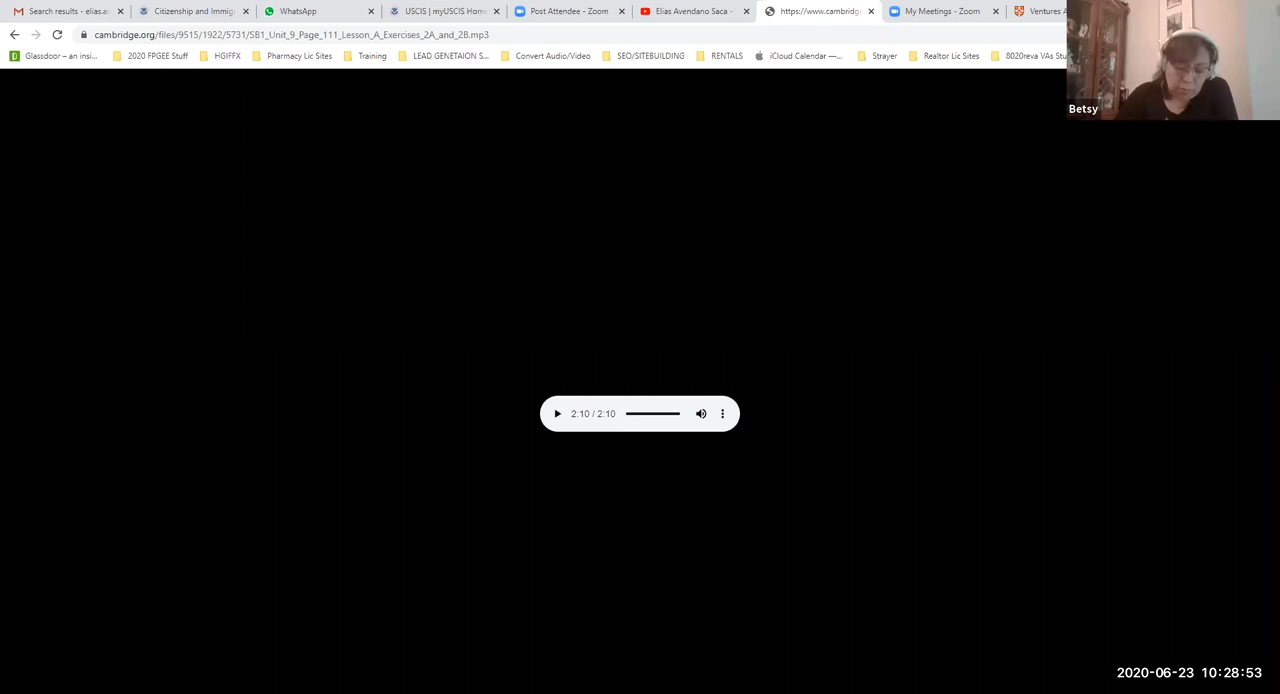 Search results - elias.av
Citizenship and Immig
WhatsApp
USCIS | myUSCIS Home
Post Attendee - Zoom
Elias Avendano Saca -
https://www.cambridge
My Meetings - Zoom
Ventures A
cambridge.org/files/9515/1922/5731/SB1_Unit_9_Page_111_Lesson_A_Exercises_2A_and_2B.mp3
Glassdoor – an insi...
2020 FPGEE Stuff
HGIFFX
Pharmacy Lic Sites
Training
LEAD GENETAION S...
Convert Audio/Video
SEO/SITEBUILDING
RENTALS
iCloud Calendar —...
Strayer
Realtor Lic Sites
8020reva VAs Stu
Betsy
2:10 / 2:10
2020-06-23 10:28:53